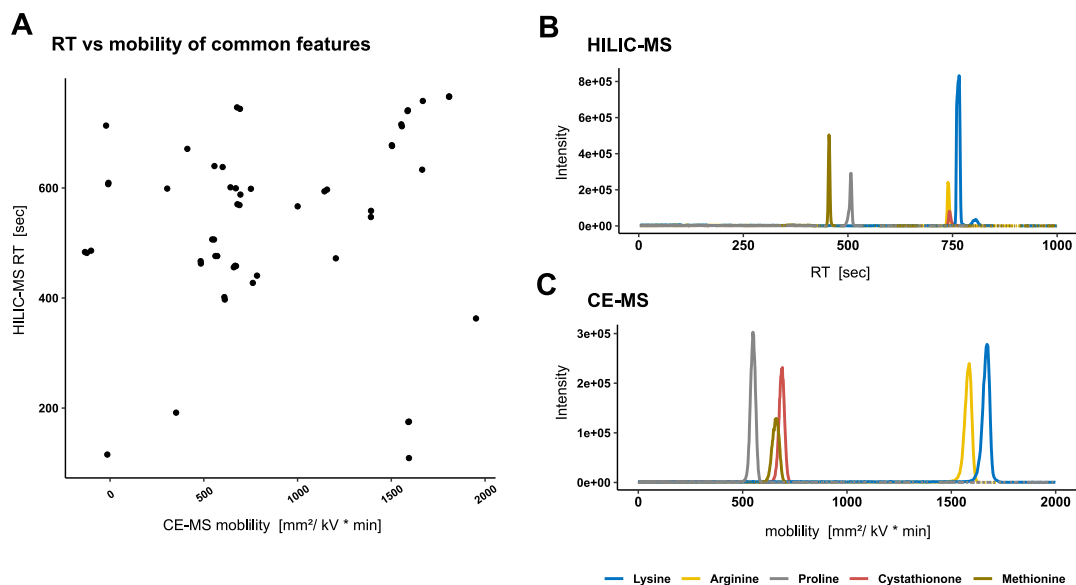 A
RT vs mobility of common features
HILIC-MS RT [sec]
600
400
200
0
500
1000
1500
2000
CE-MS moblility [mm²/ kV * min]
B
HILIC-MS
Intensity
8e+05
6e+05
4e+05
2e+05
0e+00
0
250
500
750
1000
RT [sec]
C
CE-MS
Intensity
3e+05
2e+05
1e+05
0e+00
0
500
1000
1500
2000
moblility [mm²/ kV * min]
Lysine Arginine Proline Cystathionone Methionine